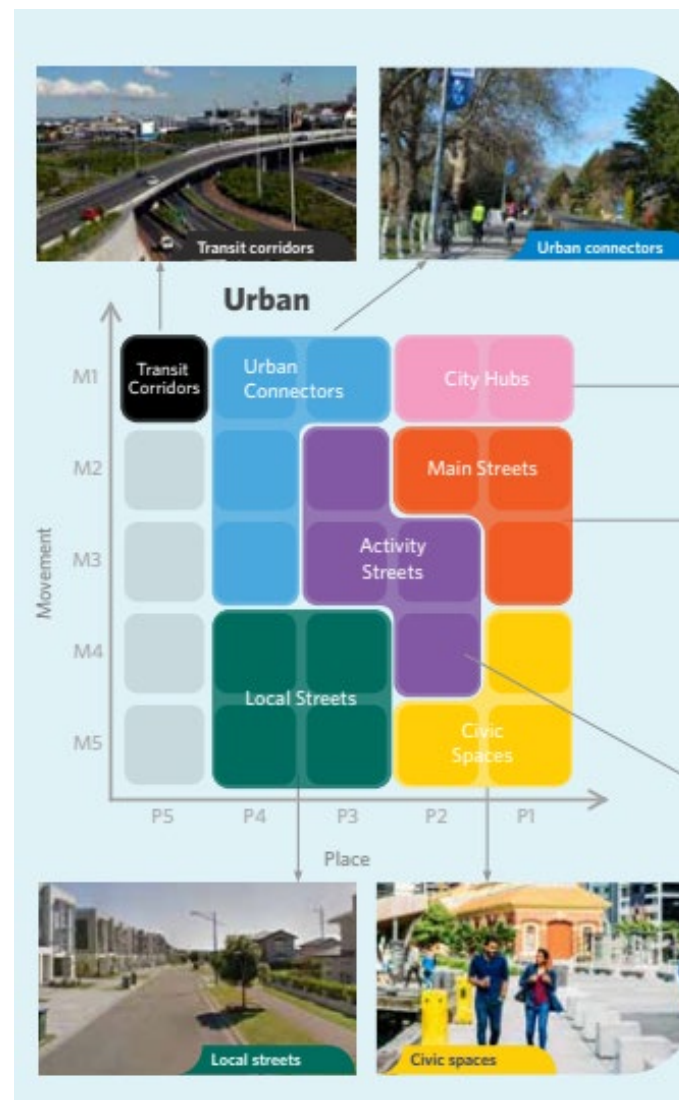 Transit corridors
Urban connectors
Urban
M1
Transit
Corridors
Urban
Connectors
City Hubs
M2
Main Streets
M3
Activity
Streets
Movement
M4
Local Streets
M5
Civic
Spaces
P5
P4
P3
P2
P1
Place
Local streets
Civic spaces